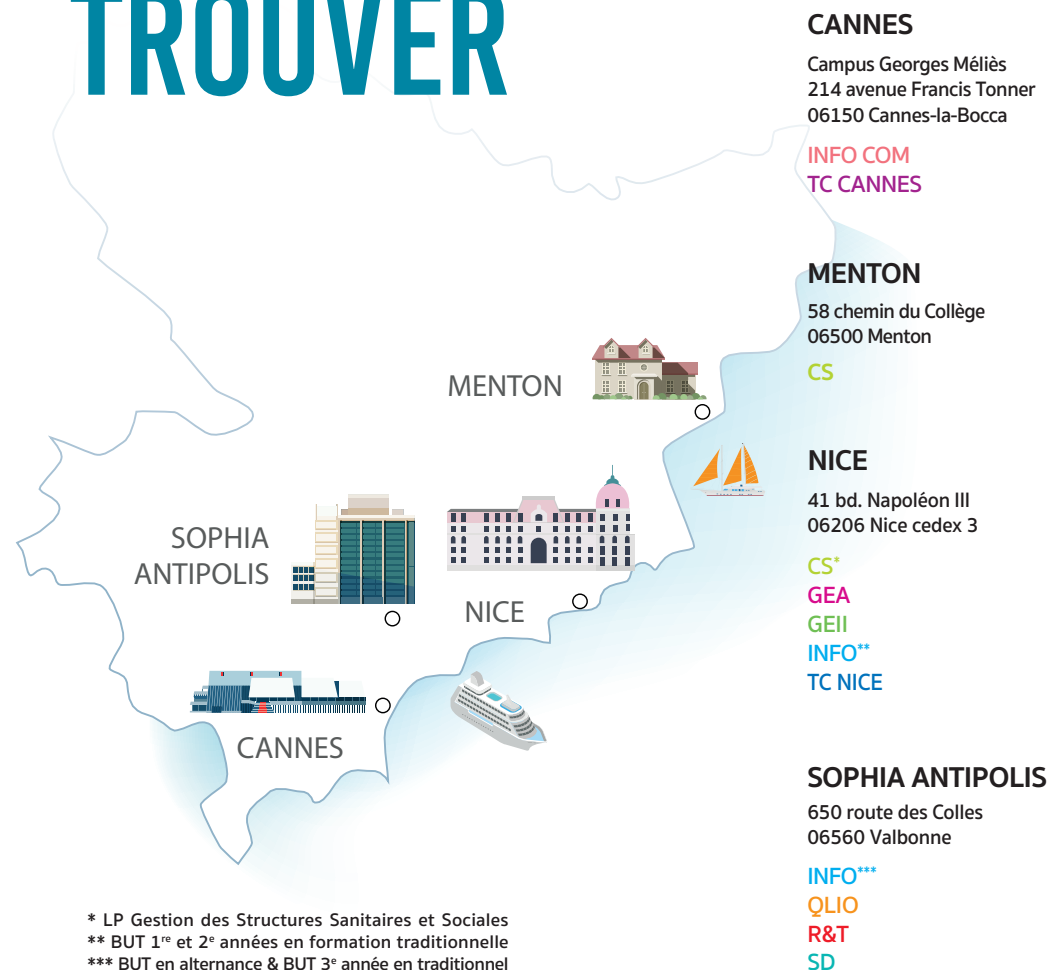 TROUVER
MENTON
SOPHIA
ANTIPOLIS
NICE
CANNES
* LP Gestion des Structures Sanitaires et Sociales
** BUT 1re et 2e années en formation traditionnelle
*** BUT en alternance & BUT 3e année en traditionnel
CANNES
Campus Georges Méliès
214 avenue Francis Tonner
06150 Cannes-la-Bocca
INFO COM
TC CANNES
MENTON
58 chemin du Collège
06500 Menton
CS
NICE
41 bd. Napoléon III
06206 Nice cedex 3
CS*
GEA
GEII
INFO**
TC NICE
SOPHIA ANTIPOLIS
650 route des Colles
06560 Valbonne
INFO***
QLIO
R&T
SD